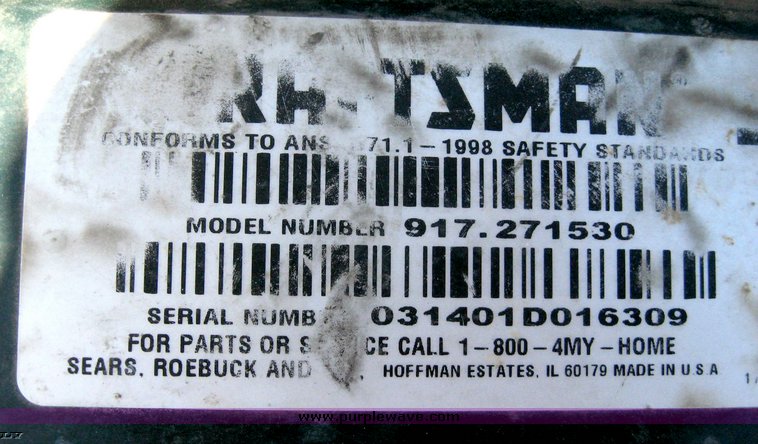 CONFORMS TO ANS 71.1-1998 SAFETY STANDARDS
MODEL NUMBER 917.271530
SERIAL NUMB 031401D016309
FOR PARTS OR S CE CALL 1-800-4MY-HOME
SEARS, ROEBUCK AND , HOFFMAN ESTATES, IL 60179 MADE IN U S A
www.purplewave.com